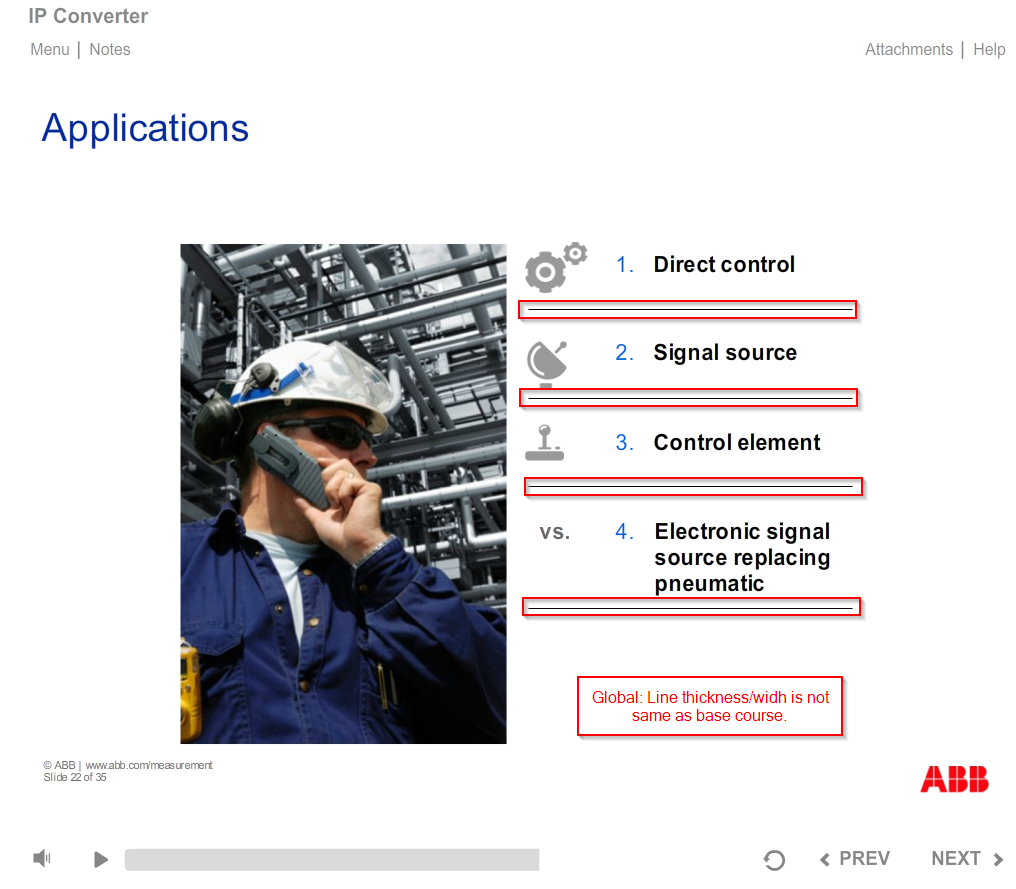 IP Converter
Menu | Notes
Attachments | Help
Applications
1. Direct control
2. Signal source
3. Control element
vs. 4. Electronic signal
source replacing
pneumatic
Global: Line thickness/widh is not
same as base course.
© ABB | www.abb.com/measurement
Slide 22 of 35
ABB
PREV NEXT